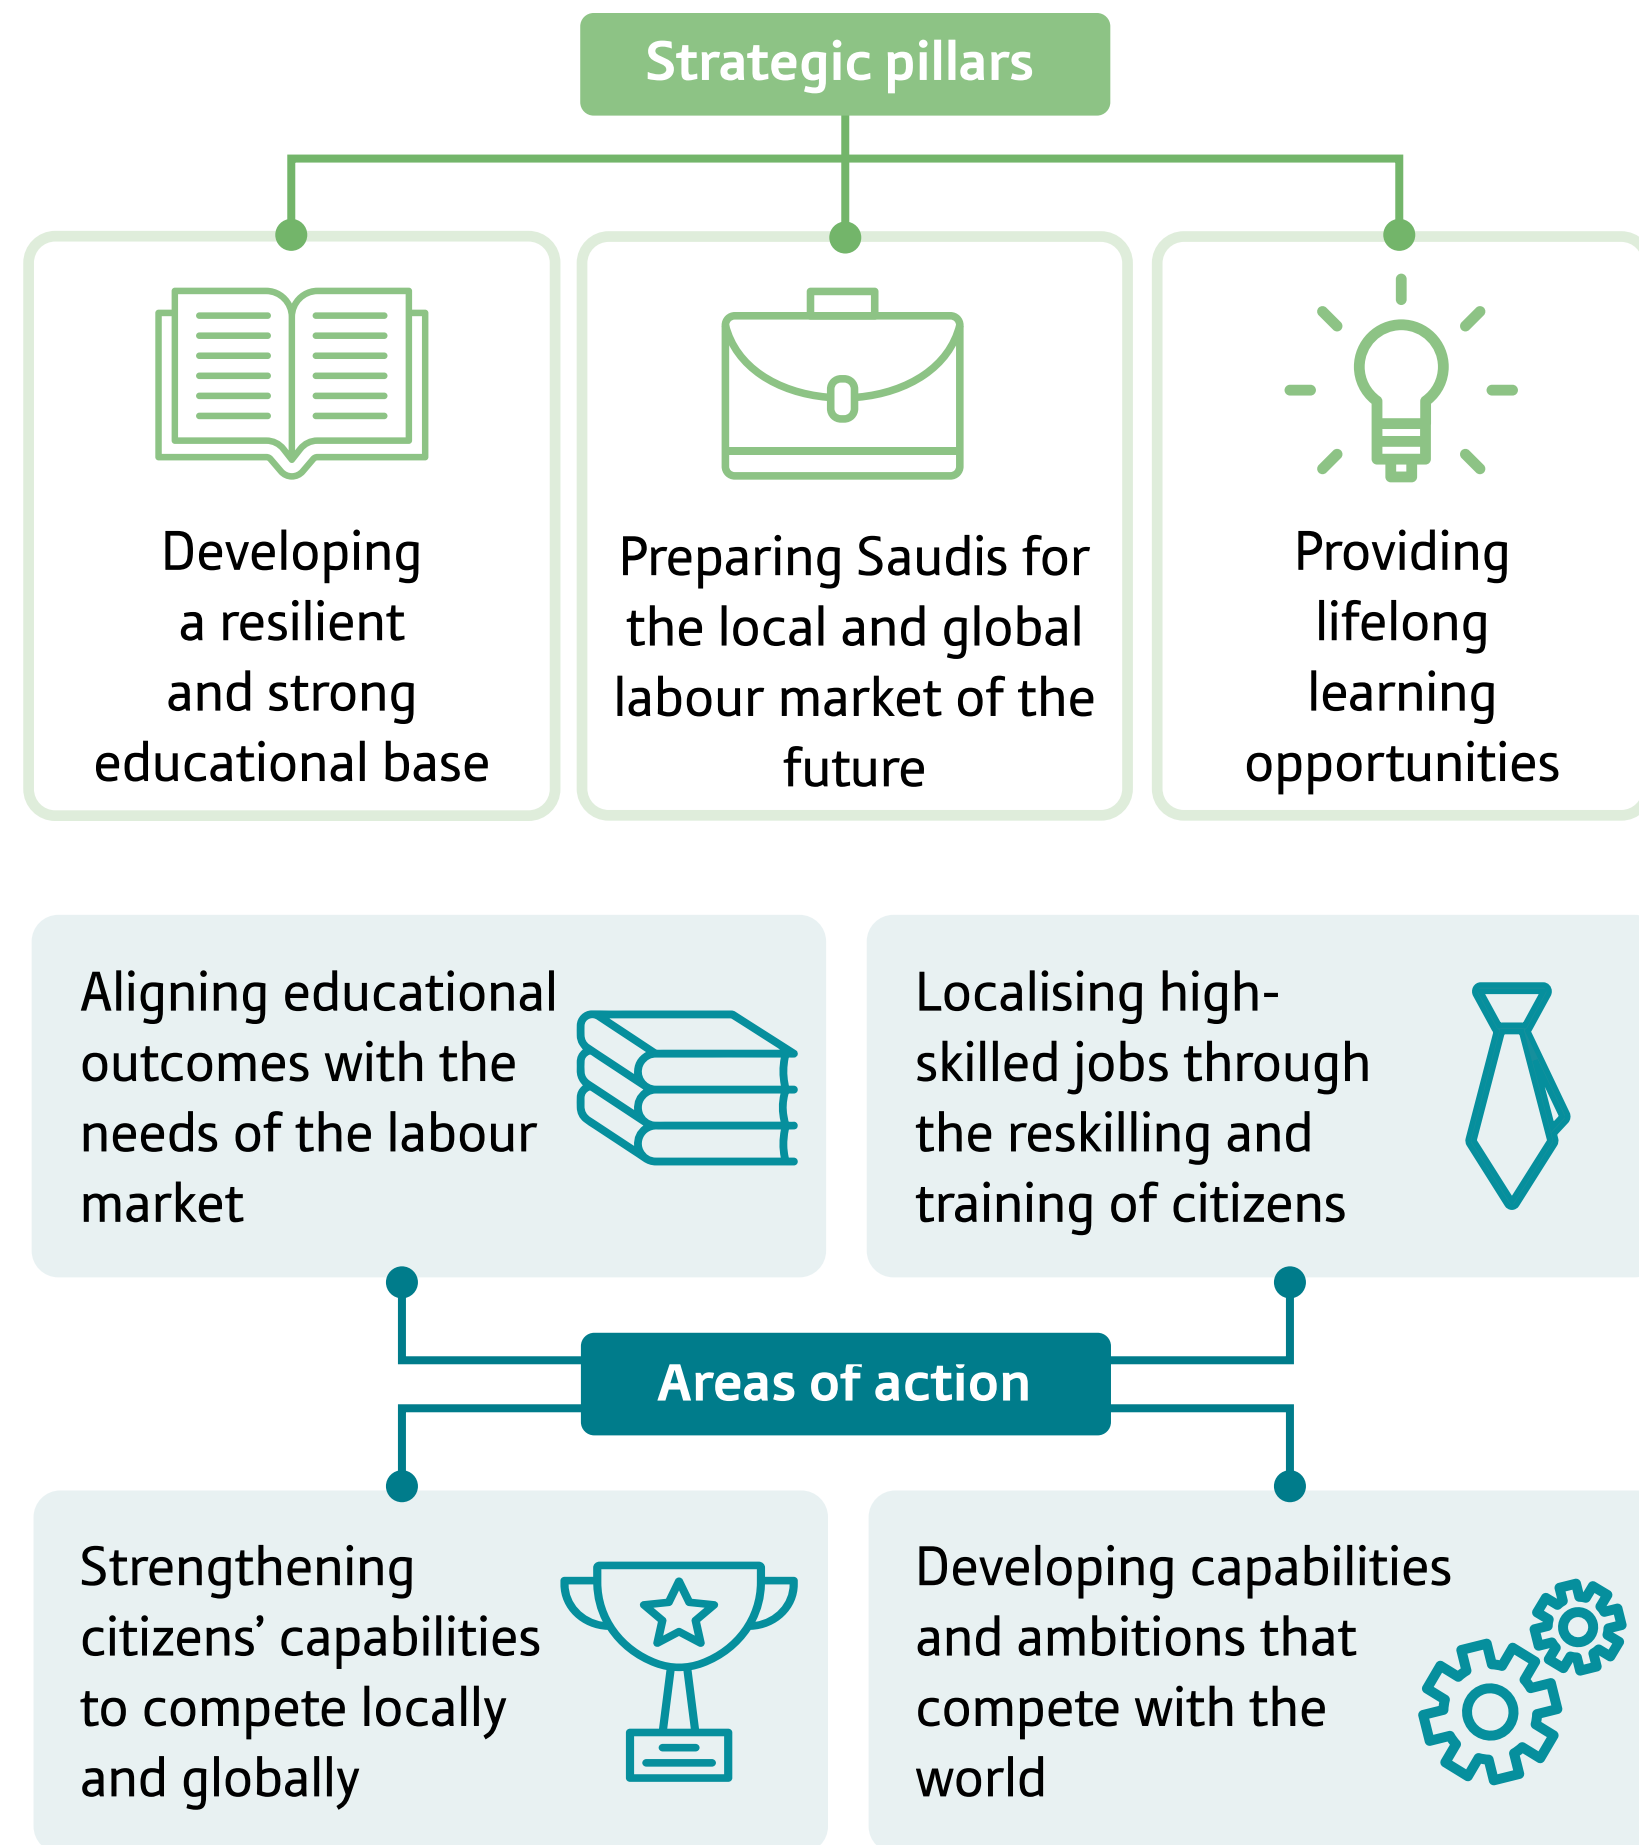 Strategic pillars
Developing
a resilient
and strong
educational base
Preparing Saudis for
the local and global
labour market of the
future
Providing
lifelong
learning
opportunities
Aligning educational
outcomes with the
needs of the labour
market
Localising high-
skilled jobs through
the reskilling and
training of citizens
Areas of action
Strengthening
citizens’ capabilities
to compete locally
and globally
Developing capabilities
and ambitions that
compete with the
world